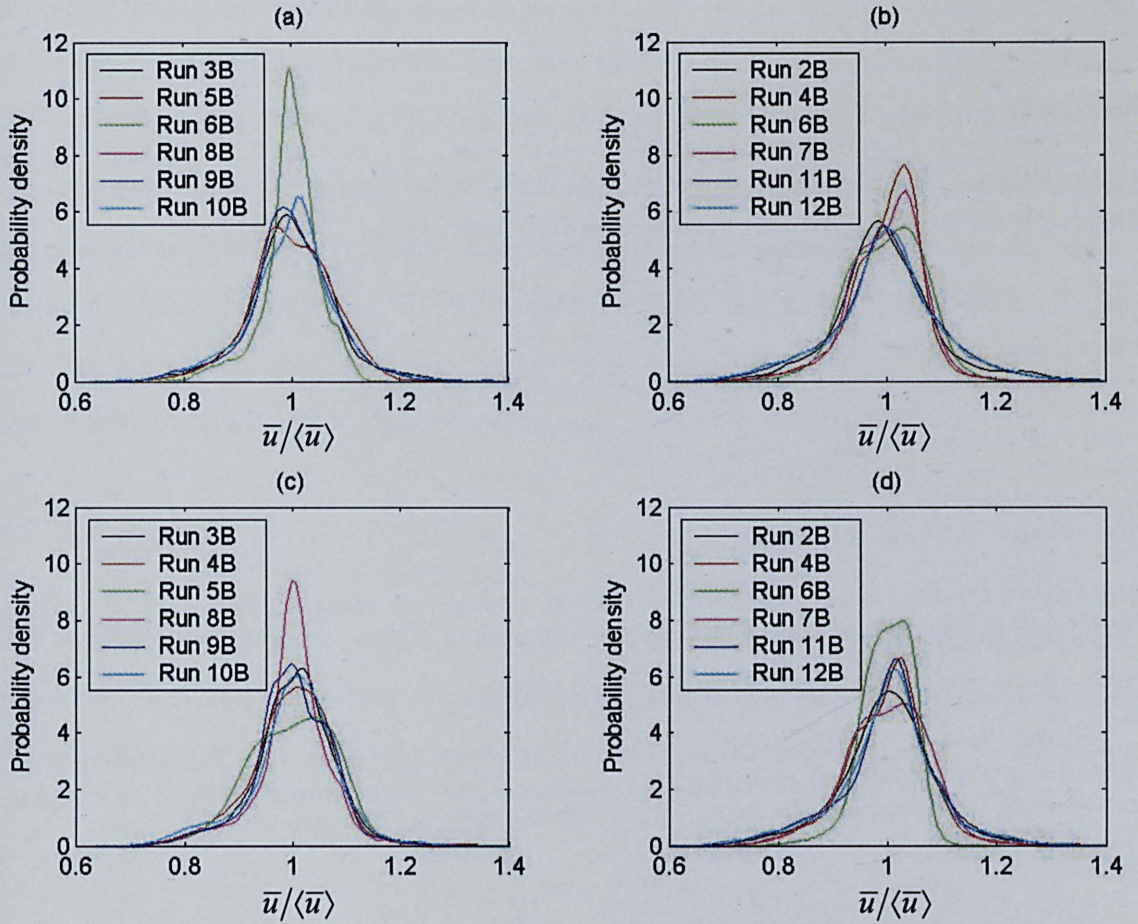 (a)
Probability density
12
10
8
6
4
2
0
Run 3B
Run 5B
Run 6B
Run 8B
Run 9B
Run 10B
0.6 0.8 1 1.2 1.4
u̅/⟨u̅⟩
(b)
Probability density
12
10
8
6
4
2
0
Run 2B
Run 4B
Run 6B
Run 7B
Run 11B
Run 12B
0.6 0.8 1 1.2 1.4
u̅/⟨u̅⟩
(c)
Probability density
12
10
8
6
4
2
0
Run 3B
Run 4B
Run 5B
Run 8B
Run 9B
Run 10B
0.6 0.8 1 1.2 1.4
u̅/⟨u̅⟩
(d)
Probability density
12
10
8
6
4
2
0
Run 2B
Run 4B
Run 6B
Run 7B
Run 11B
Run 12B
0.6 0.8 1 1.2 1.4
u̅/⟨u̅⟩